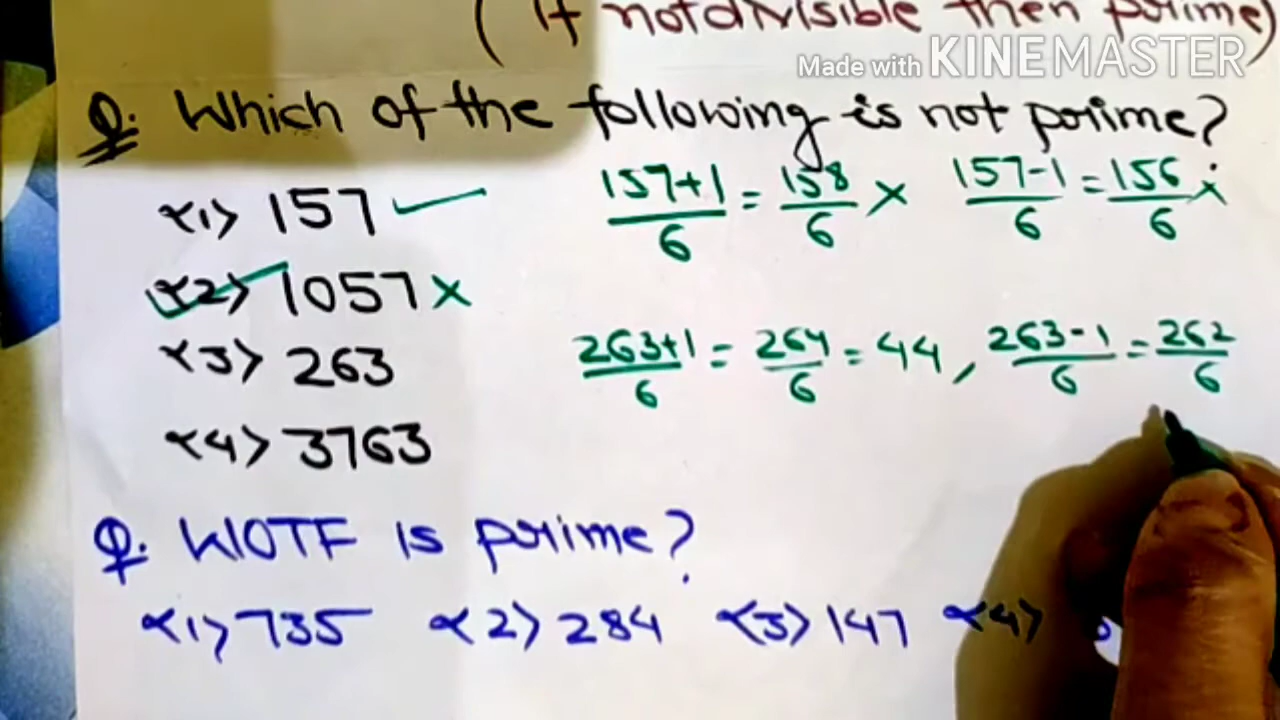 ( If not divisible then prime)
Made with KINEMASTER
Q. Which of the following is not prime?
<1> 157 ✓ 157+1/6 = 158/6 × 157-1/6 = 156/6 ×
<2> 1057 ×
<3> 263 263+1/6 = 264/6 = 44, 263-1/6 = 262/6
<4> 3763
Q. WIOTF is prime?
<1> 735 <2> 284 <3> 147 <4>